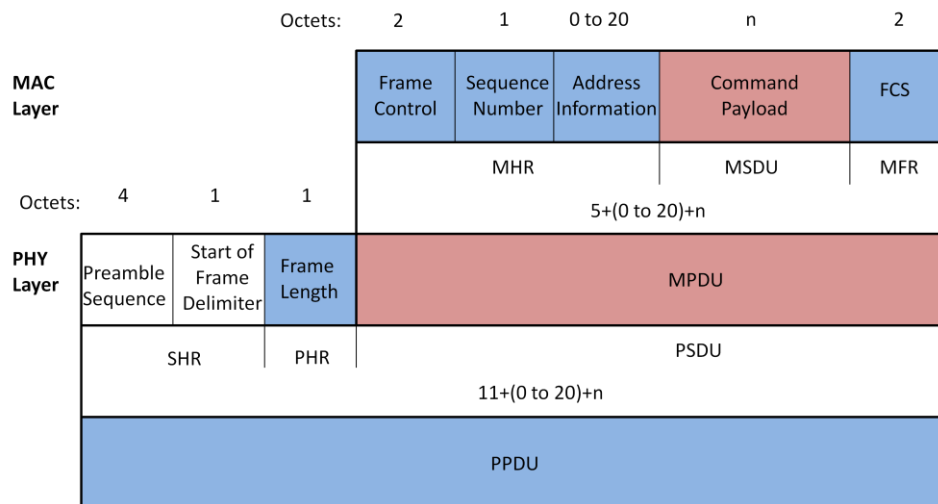 Octets: 2 1 0 to 20 n 2
MAC
Layer
Frame
Control
Sequence
Number
Address
Information
Command
Payload
FCS
MHR MSDU MFR
Octets: 4 1 1
5+(0 to 20)+n
PHY
Layer
Preamble
Sequence
Start of
Frame
Delimiter
Frame
Length
MPDU
SHR PHR PSDU
11+(0 to 20)+n
PPDU